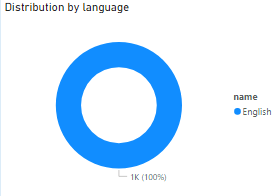 Distribution by language
name
English
1K (100%)